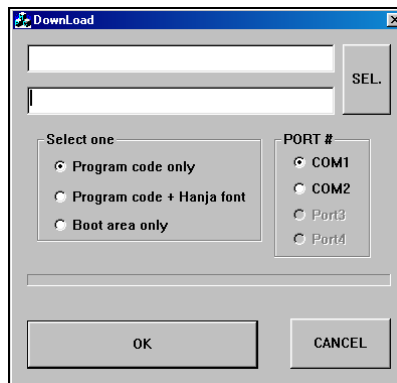 DownLoad
SEL.
Select one
Program code only
Program code + Hanja font
Boot area only
PORT #
COM1
COM2
Port3
Port4
OK
CANCEL